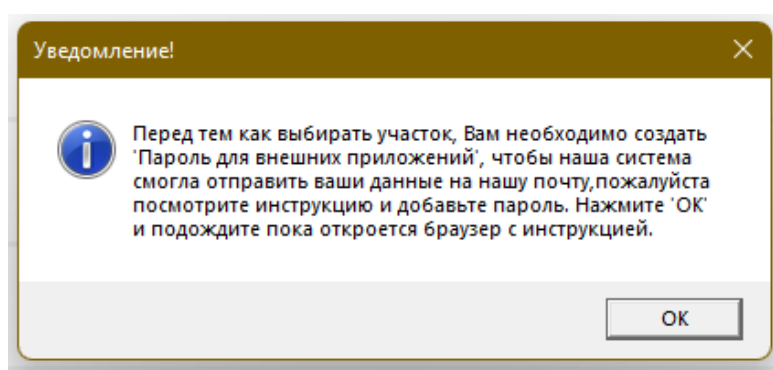 Уведомление!
Перед тем как выбирать участок, Вам необходимо создать
'Пароль для внешних приложений', чтобы наша система
смогла отправить ваши данные на нашу почту,пожалуйста
посмотрите инструкцию и добавьте пароль. Нажмите 'ОК'
и подождите пока откроется браузер с инструкцией.
ОК